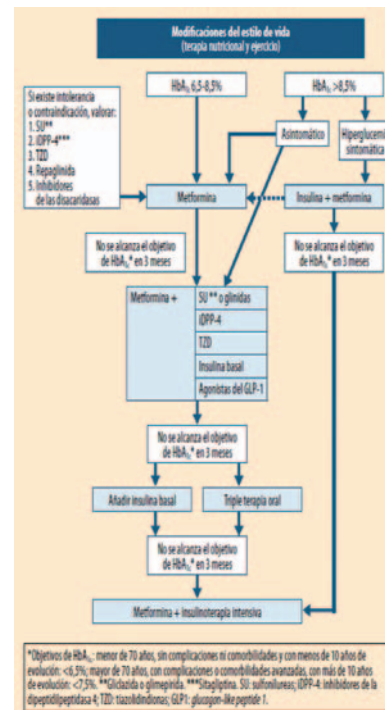 Modificaciones del estilo de vida
(terapia nutricional y ejercicio)
HbA1c 6,5-8,5%
HbA1c >8,5%
Si existe intolerancia
o contraindicación, valorar:
1. SU**
2. iDPP-4***
3. TZD
4. Repaglinida
5. Inhibidores
de las disacaridasas
Asintomático
Hiperglucemia
sintomática
Metformina
Insulina + metformina
No se alcanza el objetivo
de HbA1c* en 3 meses
No se alcanza el
objetivo de HbA1c*
en 3 meses
Metformina +
SU ** o glinidas
iDPP-4
TZD
Insulina basal
Agonistas del GLP-1
No se alcanza el objetivo
de HbA1c* en 3 meses
Añadir insulina basal
Triple terapia oral
No se alcanza el
objetivo de HbA1c*
en 3 meses
Metformina + insulinoterapia intensiva
*Objetivos de HbA1c: menor de 70 años, sin complicaciones ni comorbilidades y con menos de 10 años de
evolución: <6,5%; mayor de 70 años, con complicaciones o comorbilidades avanzadas, con más de 10 años
de evolución: <7,5%. **Gliclazida o glimepirida. ***Sitagliptina. SU: sulfonilureas; iDPP-4: inhibidores de la
dipeptidilpeptidasa 4; TZD: tiazolidindionas; GLP1: glucagon-like peptide 1.